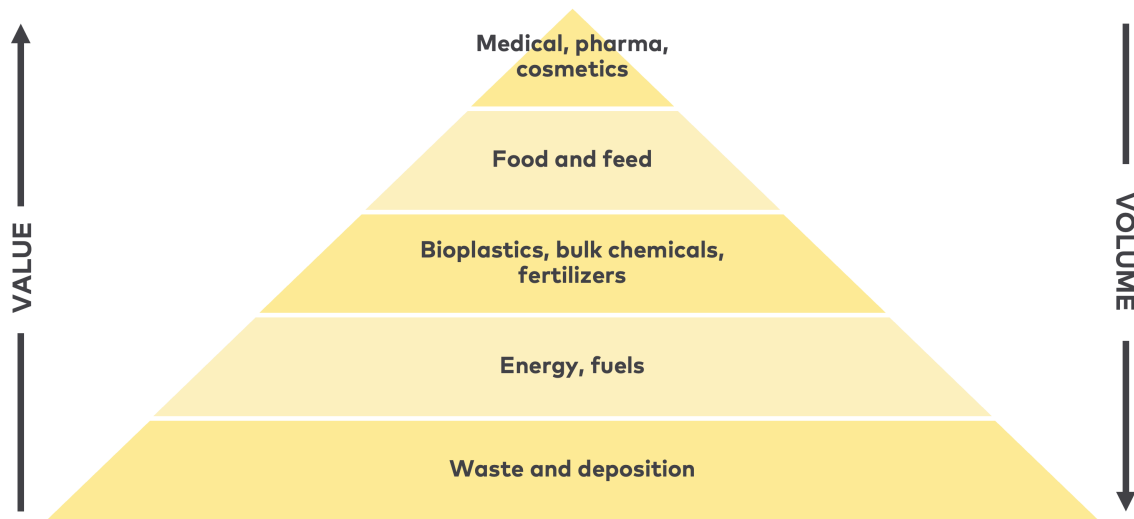 Medical, pharma,
cosmetics
Food and feed
Bioplastics, bulk chemicals,
fertilizers
Energy, fuels
Waste and deposition
VALUE
VOLUME